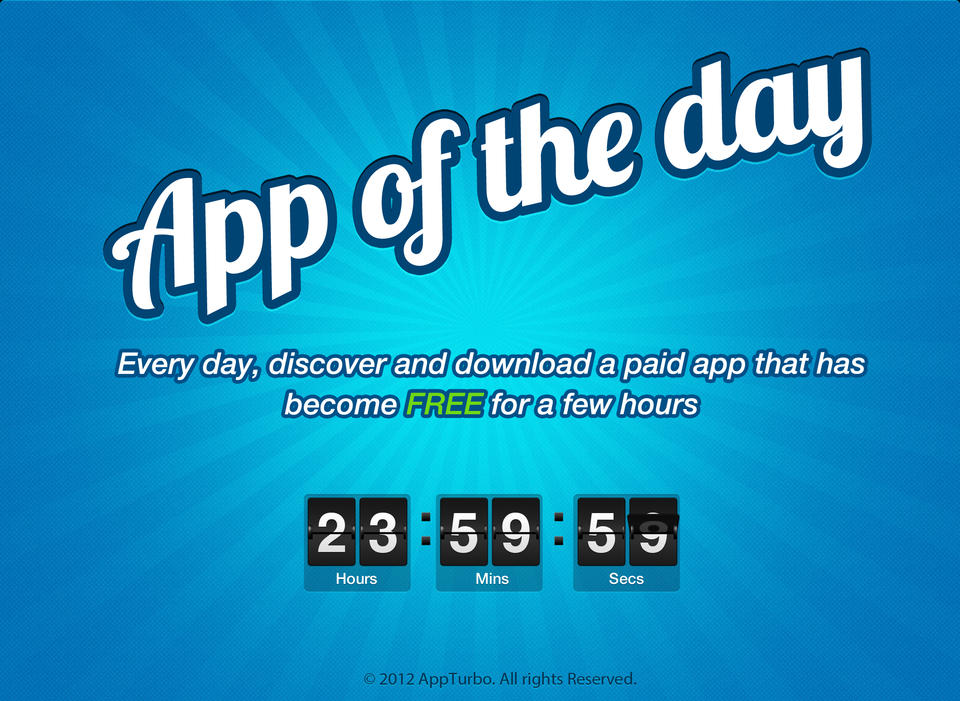 App of the day
Every day, discover and download a paid app that has
become FREE for a few hours
23 : 59 : 59
Hours Mins Secs
© 2012 AppTurbo. All rights Reserved.